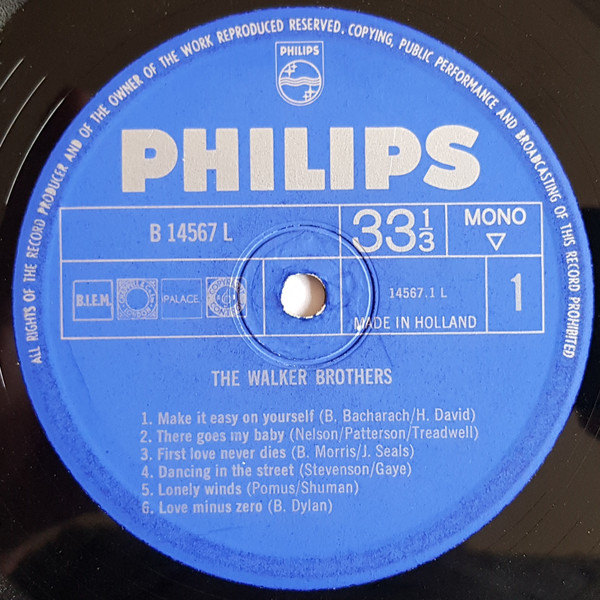 ALL RIGHTS OF THE RECORD PRODUCER AND OF THE OWNER OF THE WORK REPRODUCED RESERVED. COPYING, PUBLIC PERFORMANCE AND BROADCASTING OF THIS RECORD PROHIBITED
PHILIPS
PHILIPS
B 14567 L
33 1/3
MONO
B.I.E.M.
PALACE.
14567.1 L
MADE IN HOLLAND
1
THE WALKER BROTHERS
1. Make it easy on yourself (B. Bacharach/H. David)
2. There goes my baby (Nelson/Patterson/Treadwell)
3. First love never dies (B. Morris/J. Seals)
4. Dancing in the street (Stevenson/Gaye)
5. Lonely winds (Pomus/Shuman)
6. Love minus zero (B. Dylan)